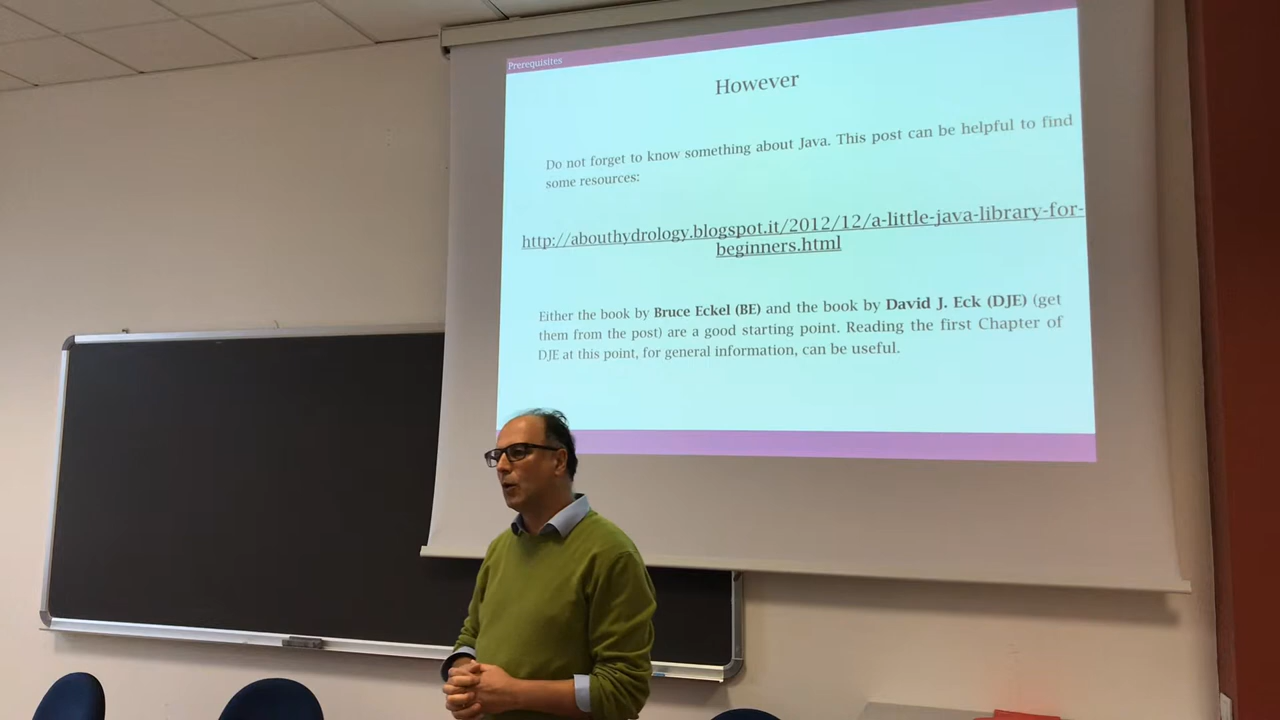 Prerequisites
However
Do not forget to know something about Java. This post can be helpful to find
some resources:
http://abouthydrology.blogspot.it/2012/12/a-little-java-library-for-
beginners.html
Either the book by Bruce Eckel (BE) and the book by David J. Eck (DJE) (get
them from the post) are a good starting point. Reading the first Chapter of
DJE at this point, for general information, can be useful.